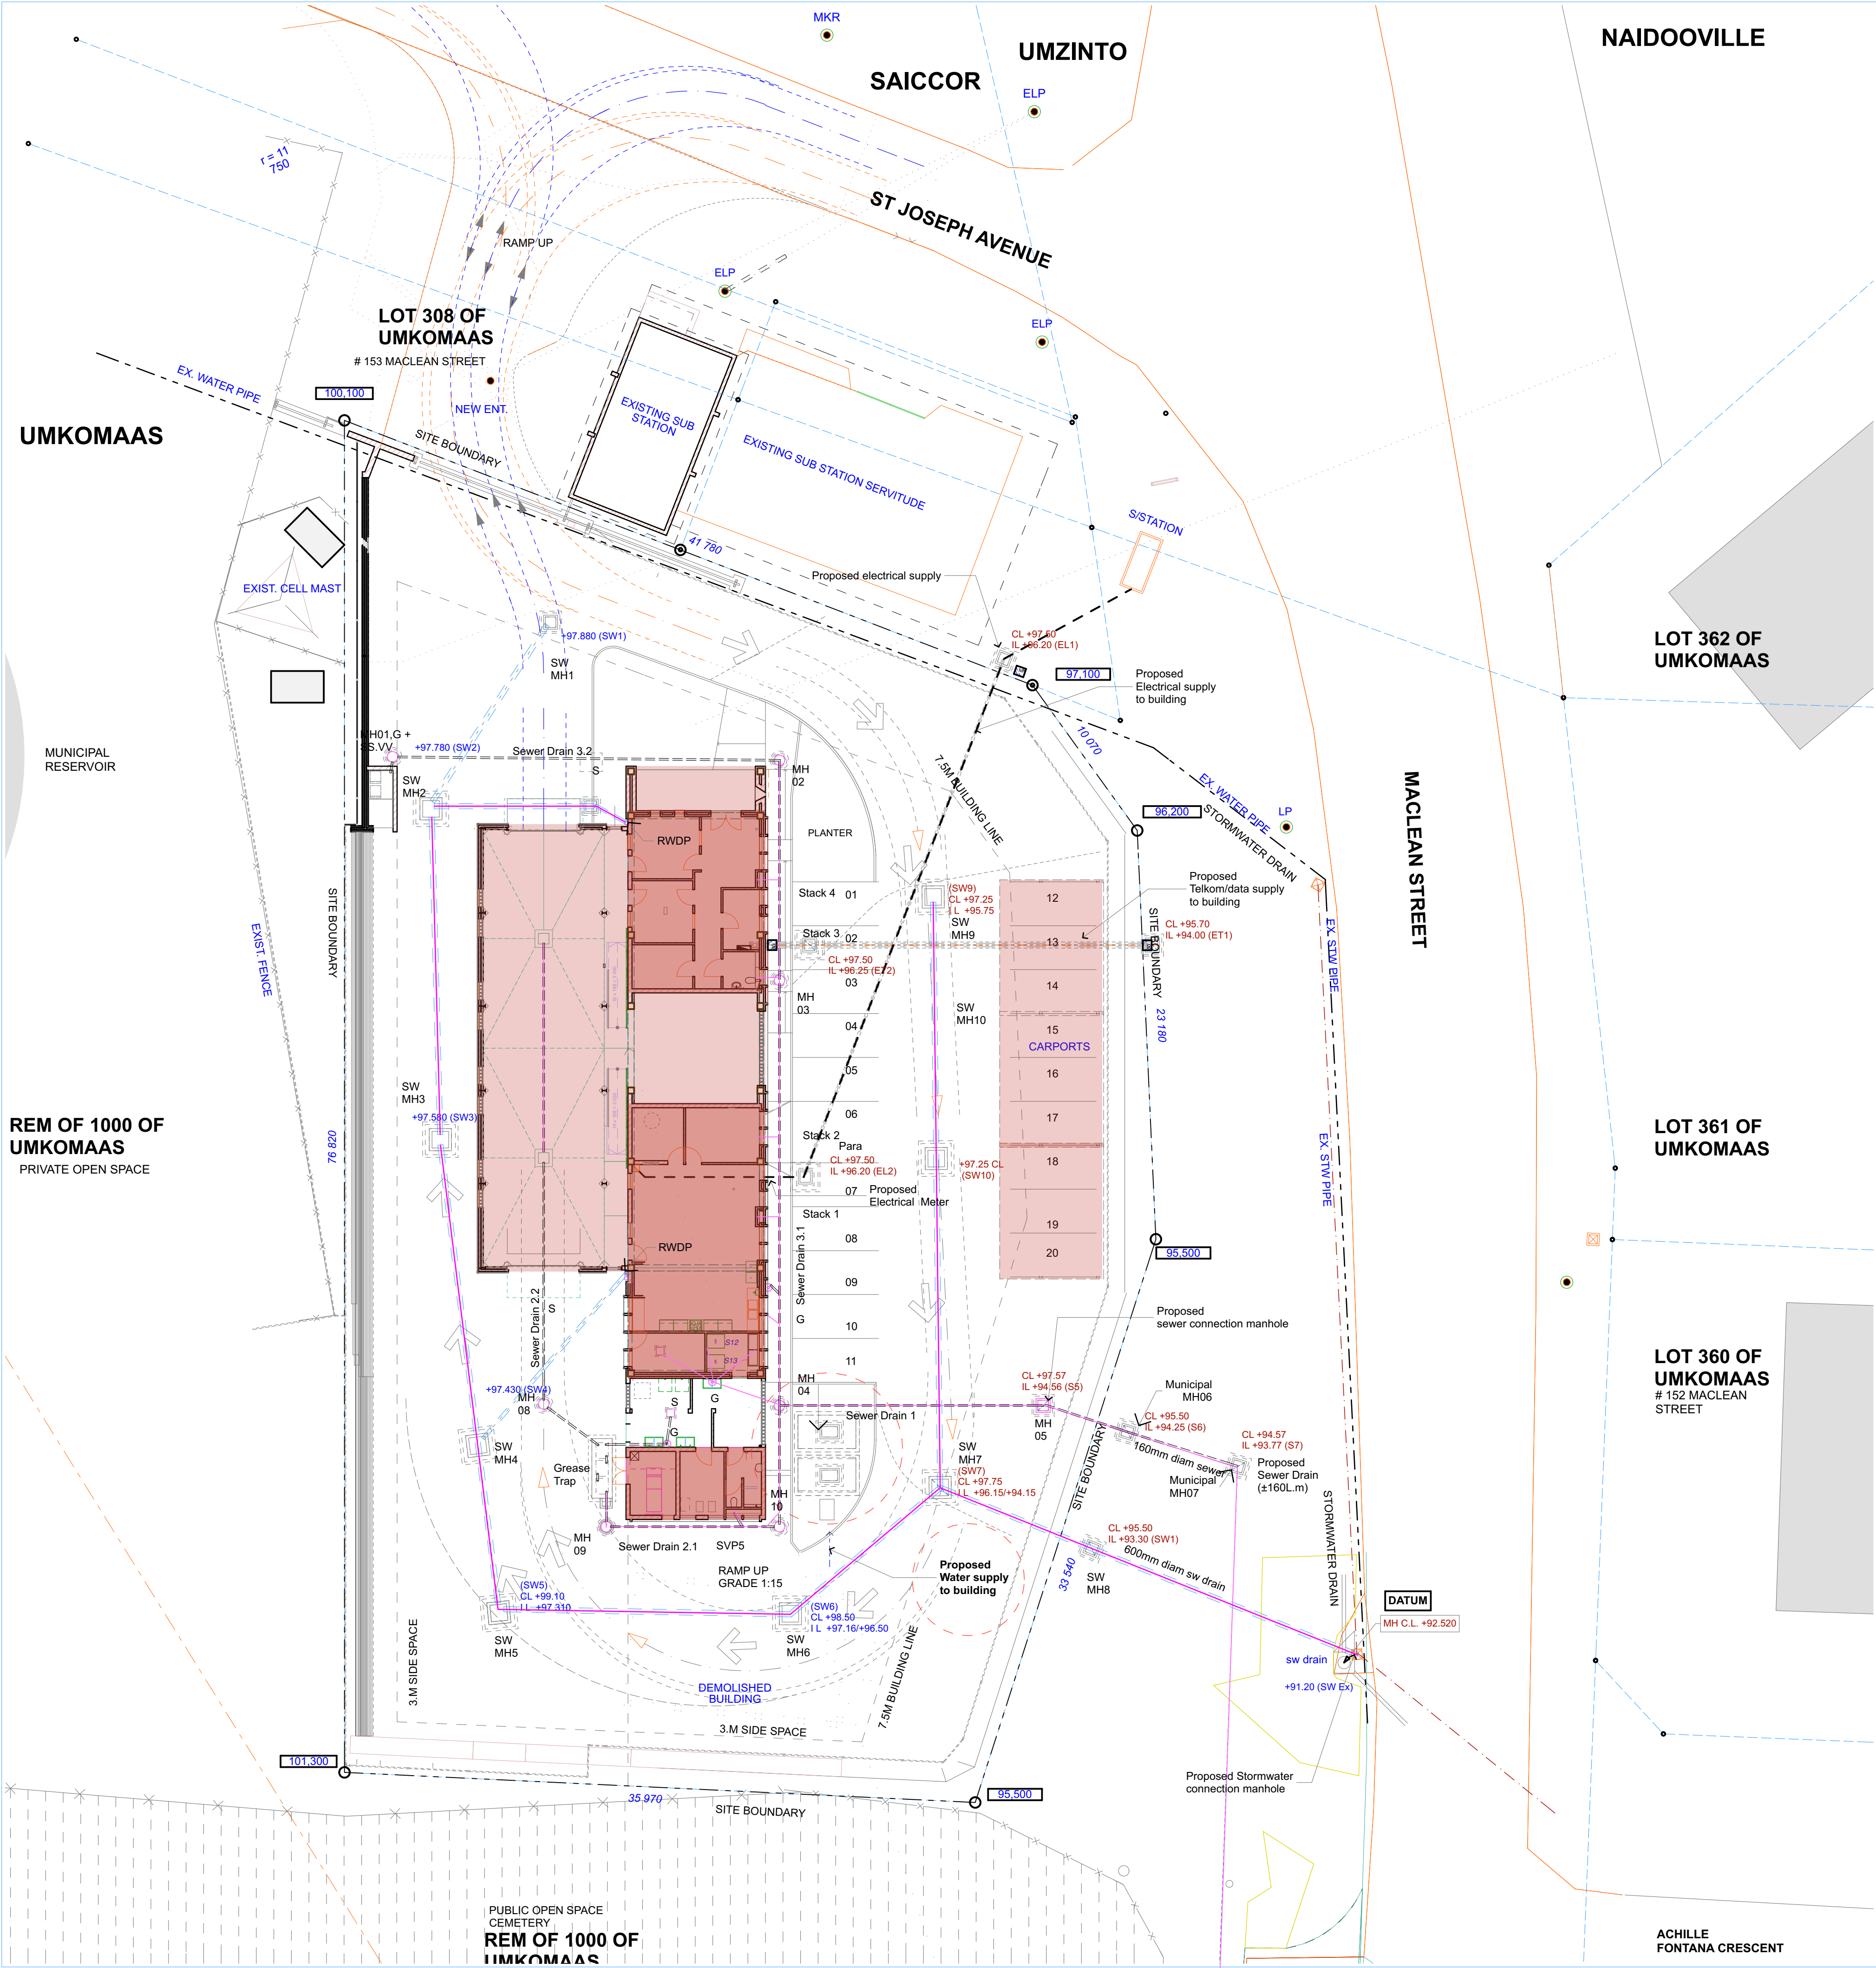 MKR
UMZINTO
SAICCOR
NAIDOOVILLE
ELP
r = 11
750
ST JOSEPH AVENUE
RAMP UP
ELP
ELP
LOT 308 OF
UMKOMAAS
# 153 MACLEAN STREET
EX. WATER PIPE
100,100
NEW ENT.
UMKOMAAS
SITE BOUNDARY
EXISTING SUB
STATION
EXISTING SUB STATION SERVITUDE
S/STATION
41 780
Proposed electrical supply
EXIST. CELL MAST
+97.880 (SW1)
CL +97.50
IL +96.20 (EL1)
LOT 362 OF
UMKOMAAS
SW
MH1
97,100
Proposed
Electrical supply
to building
MUNICIPAL
RESERVOIR
MH01,G +
+97.780 (SW2)
Sewer Drain 3.2
S
10 070
7.5M BUILDING LINE
SW
MH2
MH
02
EX. WATER PIPE
STORMWATER DRAIN
96,200
LP
MACLEAN STREET
RWDP
PLANTER
Proposed
Telkom/data supply
to building
Stack 4
01
(SW9)
CL +97.25
I L +95.75
SW
MH9
12
SITE BOUNDARY
EXIST. FENCE
Stack 3
02
13
SITE BOUNDARY
CL +95.70
IL +94.00 (ET1)
EX. STW PIPE
CL +97.50
IL +96.25 (ET2)
03
14
MH
03
SW
MH10
04
15
CARPORTS
23 180
05
16
SW
MH3
+97.580 (SW3)
06
17
REM OF 1000 OF
UMKOMAAS
PRIVATE OPEN SPACE
76 820
Stack 2
Para
CL +97.50
IL +96.20 (EL2)
+97.25 CL
(SW10)
18
EX. STW PIPE
LOT 361 OF
UMKOMAAS
07
Proposed
Electrical Meter
Stack 1
19
08
20
RWDP
95,500
Sewer Drain 3.1
09
Sewer Drain 2.2
S
G
10
Proposed
sewer connection manhole
S12
S13
11
LOT 360 OF
UMKOMAAS
# 152 MACLEAN
STREET
+97.430 (SW4)
MH
08
S
G
G
MH
04
Sewer Drain 1
CL +97.57
IL +94.56 (S5)
MH
05
Municipal
MH06
CL +95.50
IL +94.25 (S6)
160mm diam sewer
CL +94.57
IL +93.77 (S7)
Proposed
Sewer Drain
(±160L.m)
Municipal
MH07
SW
MH4
Grease
Trap
SW
MH7
(SW7)
CL +97.75
I L +96.15/+94.15
SITE BOUNDARY
STORMWATER DRAIN
MH
10
MH
09
Sewer Drain 2.1
SVP5
RAMP UP
GRADE 1:15
CL +95.50
IL +93.30 (SW1)
600mm diam sw drain
SW
MH8
33 540
Proposed
Water supply
to building
(SW5)
CL +99.10
I L +97.310
(SW6)
CL +98.50
I L +97.16/+96.50
SW
MH5
SW
MH6
DATUM
MH C.L. +92.520
sw drain
+91.20 (SW Ex)
3.M SIDE SPACE
7.5M BUILDING LINE
DEMOLISHED
BUILDING
3.M SIDE SPACE
101,300
Proposed Stormwater
connection manhole
35 970
95,500
SITE BOUNDARY
PUBLIC OPEN SPACE
CEMETERY
REM OF 1000 OF
UMKOMAAS
ACHILLE
FONTANA CRESCENT